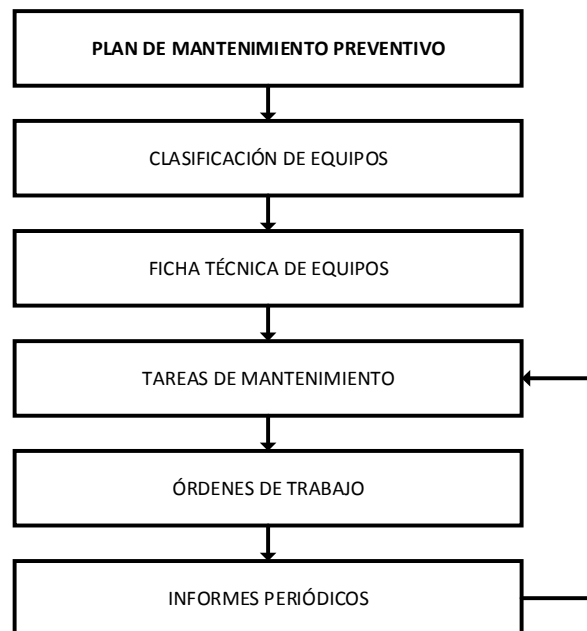 PLAN DE MANTENIMIENTO PREVENTIVO
CLASIFICACIÓN DE EQUIPOS
FICHA TÉCNICA DE EQUIPOS
TAREAS DE MANTENIMIENTO
ÓRDENES DE TRABAJO
INFORMES PERIÓDICOS